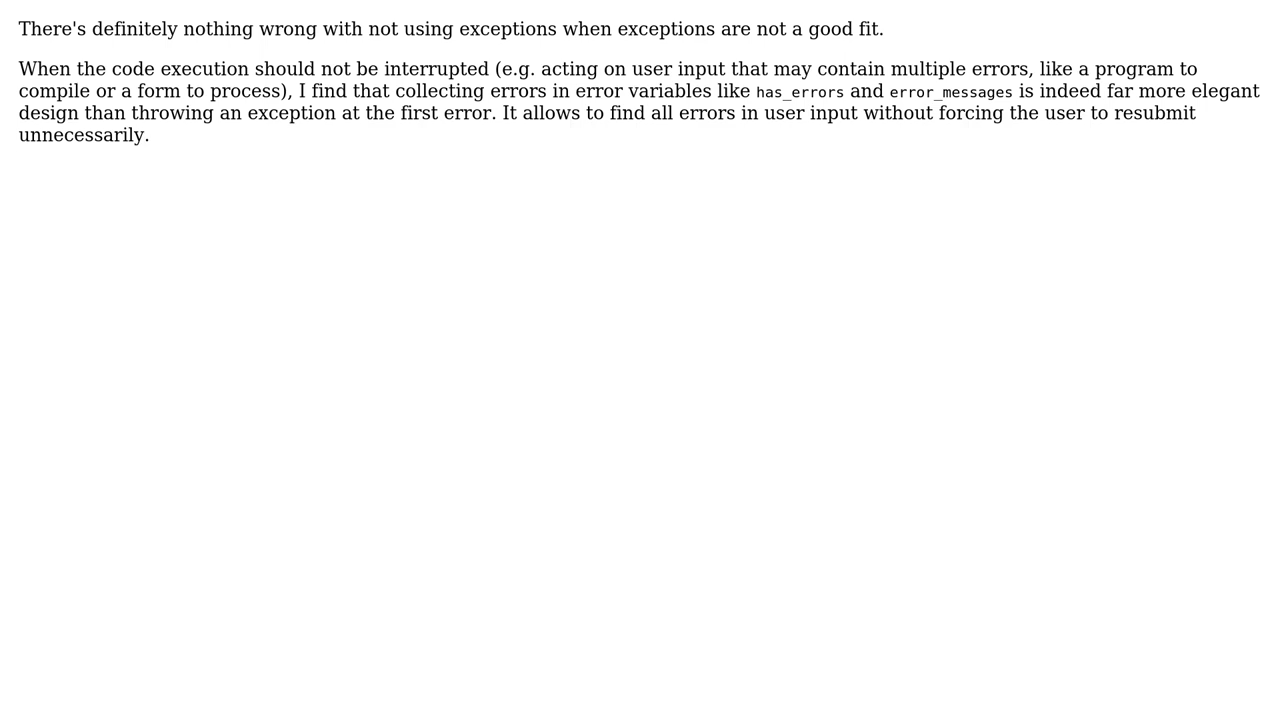 There's definitely nothing wrong with not using exceptions when exceptions are not a good fit.
When the code execution should not be interrupted (e.g. acting on user input that may contain multiple errors, like a program to
compile or a form to process), I find that collecting errors in error variables like has_errors and error_messages is indeed far more elegant
design than throwing an exception at the first error. It allows to find all errors in user input without forcing the user to resubmit
unnecessarily.